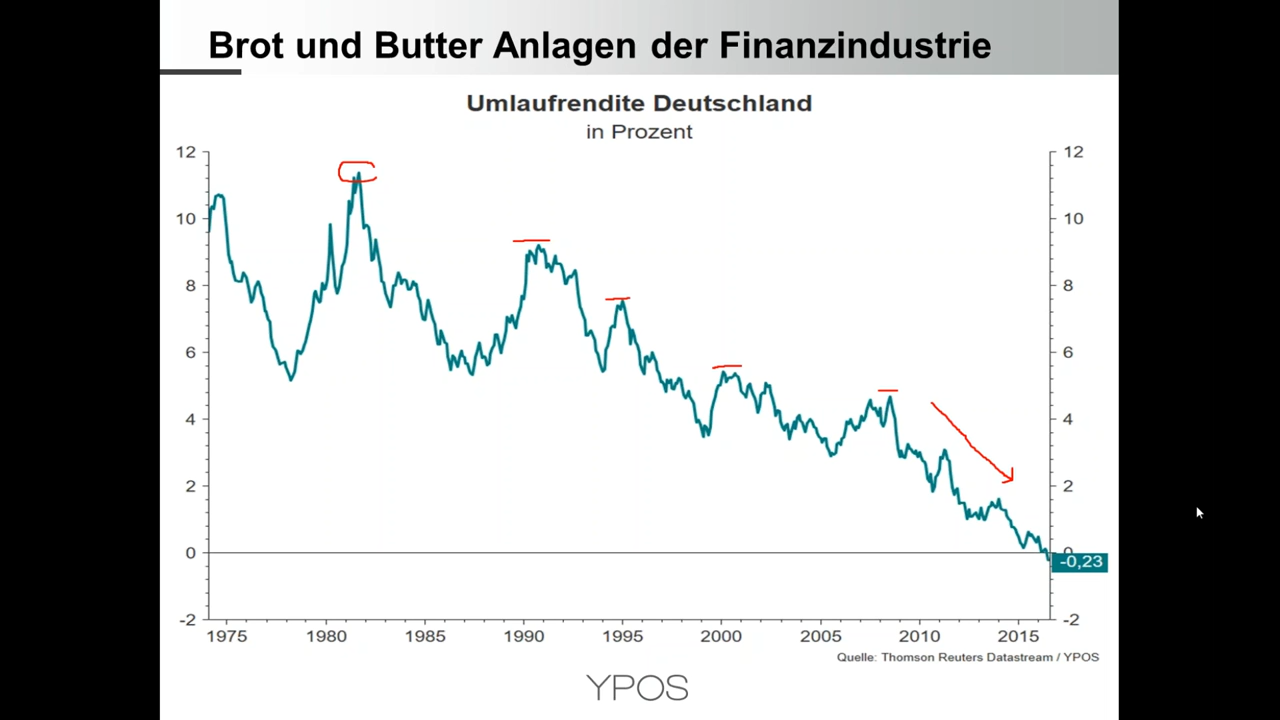 Brot und Butter Anlagen der Finanzindustrie
Umlaufrendite Deutschland
in Prozent
12 12
10 10
8 8
6 6
4 4
2 2
0 0
-0,23
-2 -2
1975 1980 1985 1990 1995 2000 2005 2010 2015
Quelle: Thomson Reuters Datastream / YPOS
YPOS